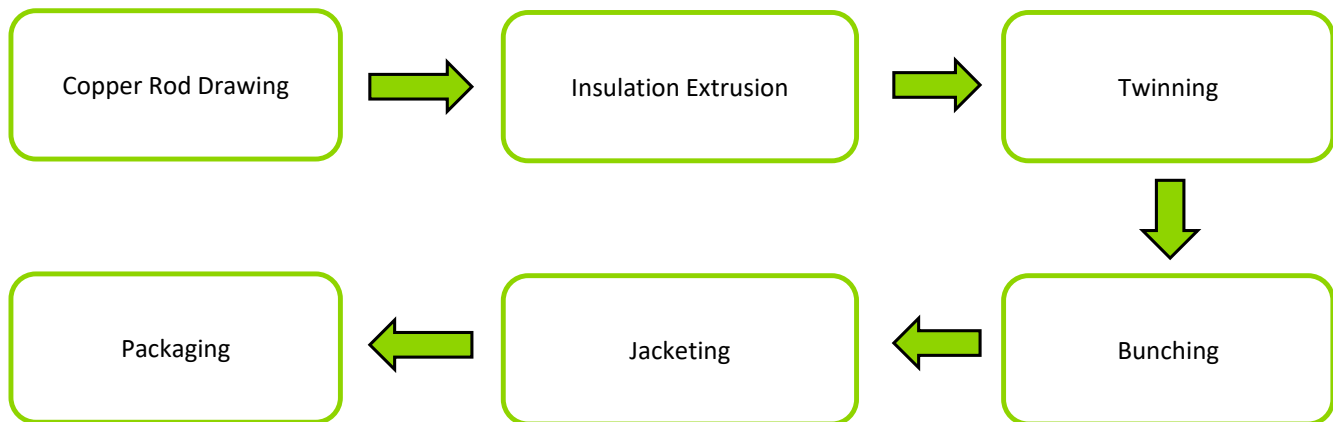 Copper Rod Drawing
Insulation Extrusion
Twinning
Bunching
Jacketing
Packaging